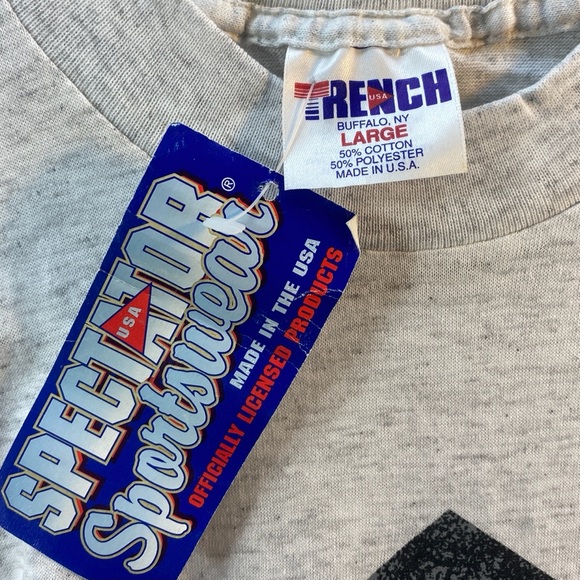 TRENCH
USA
BUFFALO, NY
LARGE
50% COTTON
50% POLYESTER
MADE IN U.S.A.
SPECTATOR®
USA
Sportswear
MADE IN THE USA
OFFICIALLY LICENSED PRODUCTS